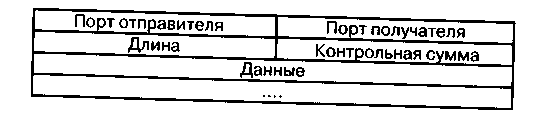 Порт отправителя Порт получателя
Длина Контрольная сумма
Данные
....